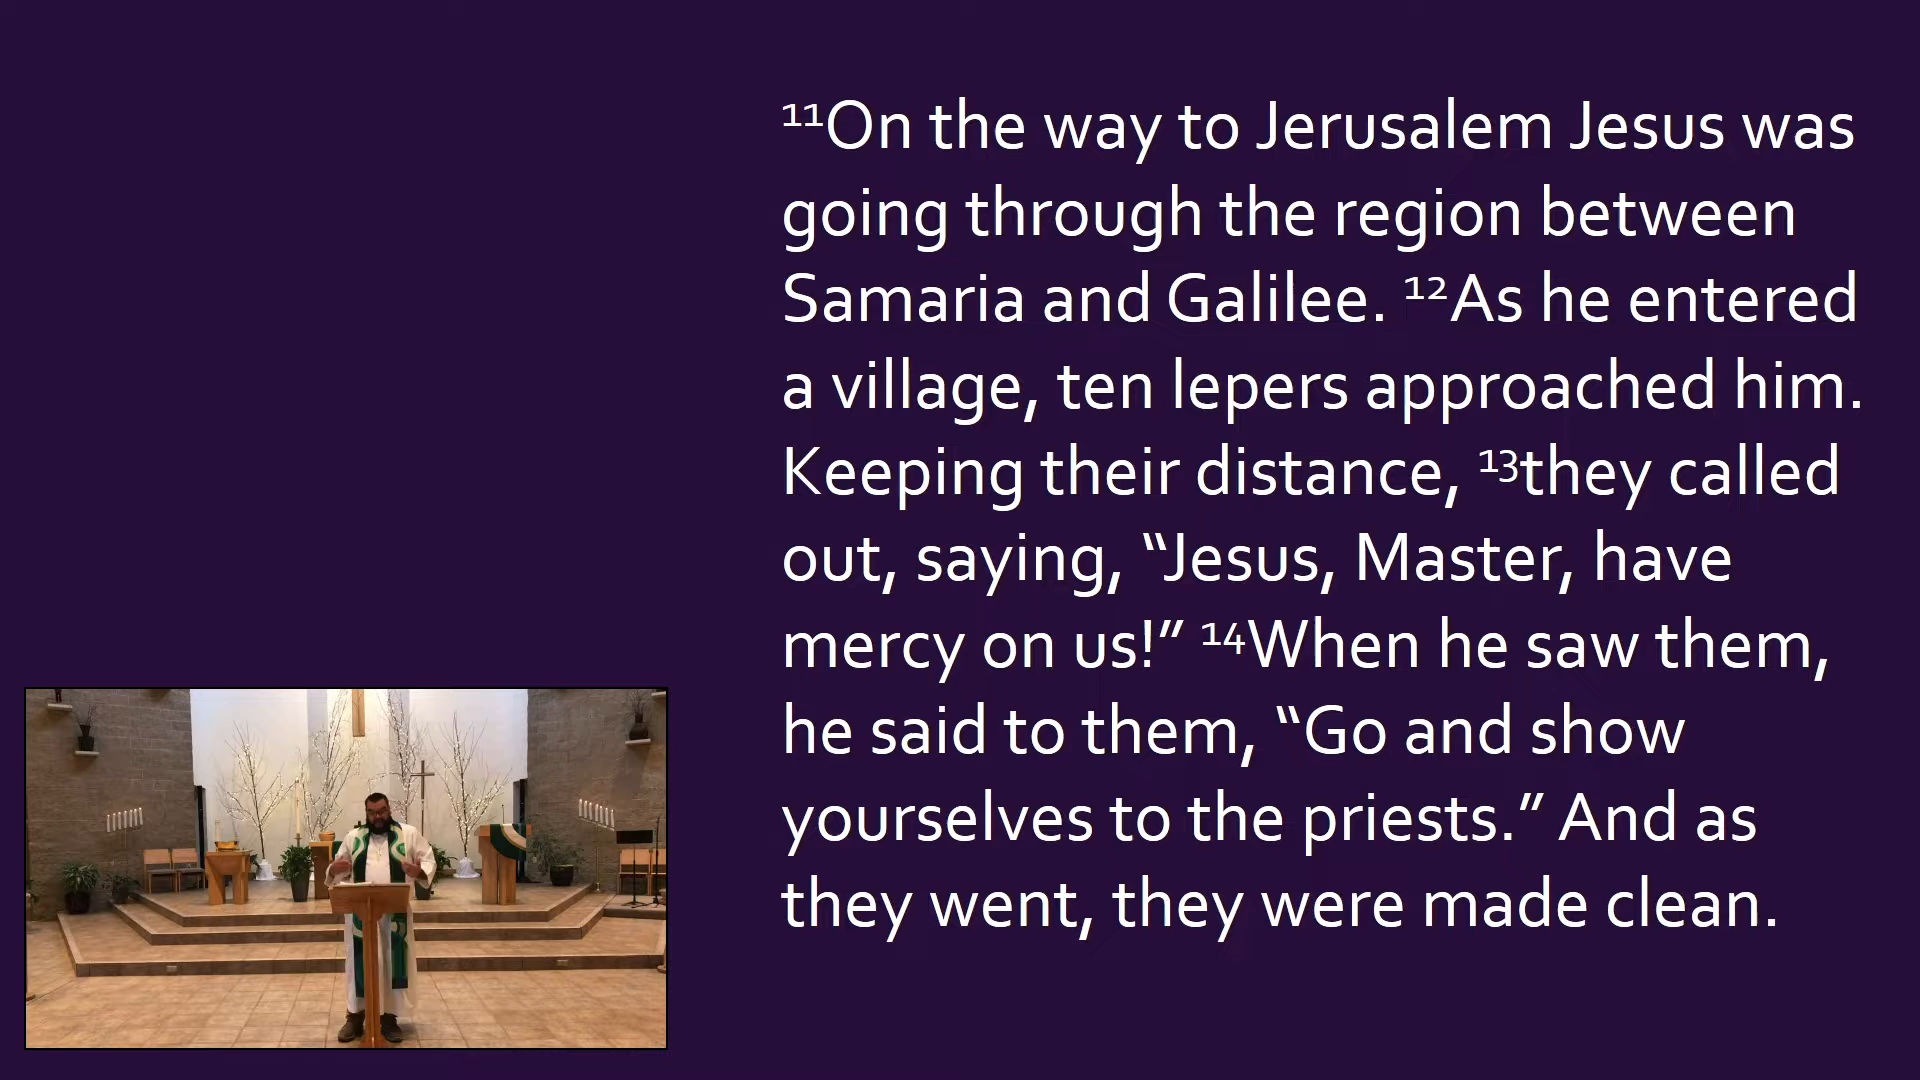 ¹¹On the way to Jerusalem Jesus was
going through the region between
Samaria and Galilee. ¹²As he entered
a village, ten lepers approached him.
Keeping their distance, ¹³they called
out, saying, “Jesus, Master, have
mercy on us!” ¹⁴When he saw them,
he said to them, “Go and show
yourselves to the priests.” And as
they went, they were made clean.